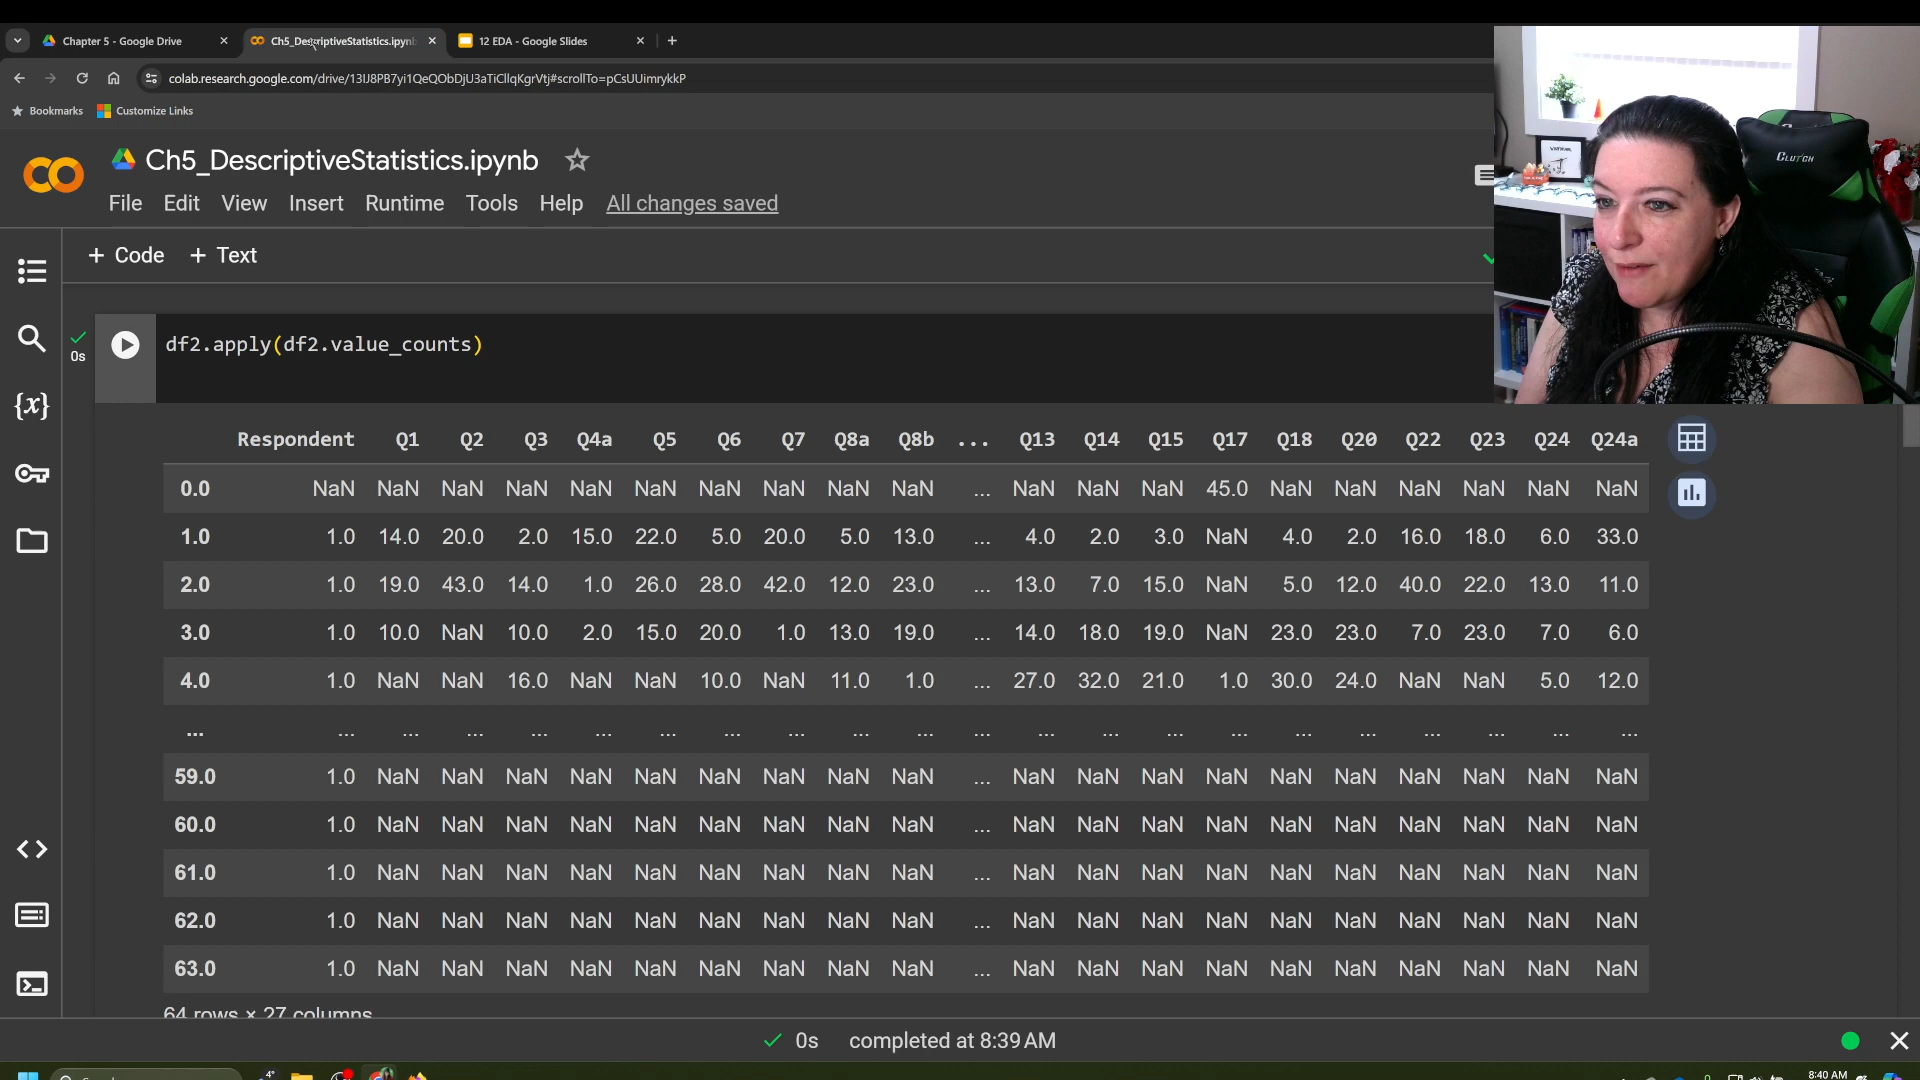 Chapter 5 - Google Drive
Ch5_DescriptiveStatistics.ipynb
12 EDA - Google Slides
colab.research.google.com/drive/13IJ8PB7yi1QeQObDjU3aTiCllqKgrVtj#scrollTo=pCsUUimrykkP
Bookmarks Customize Links
Ch5_DescriptiveStatistics.ipynb
File Edit View Insert Runtime Tools Help All changes saved
+ Code + Text
CLUTCH
0s
df2.apply(df2.value_counts)
Respondent Q1 Q2 Q3 Q4a Q5 Q6 Q7 Q8a Q8b ... Q13 Q14 Q15 Q17 Q18 Q20 Q22 Q23 Q24 Q24a
0.0 NaN NaN NaN NaN NaN NaN NaN NaN NaN NaN ... NaN NaN NaN 45.0 NaN NaN NaN NaN NaN NaN
1.0 1.0 14.0 20.0 2.0 15.0 22.0 5.0 20.0 5.0 13.0 ... 4.0 2.0 3.0 NaN 4.0 2.0 16.0 18.0 6.0 33.0
2.0 1.0 19.0 43.0 14.0 1.0 26.0 28.0 42.0 12.0 23.0 ... 13.0 7.0 15.0 NaN 5.0 12.0 40.0 22.0 13.0 11.0
3.0 1.0 10.0 NaN 10.0 2.0 15.0 20.0 1.0 13.0 19.0 ... 14.0 18.0 19.0 NaN 23.0 23.0 7.0 23.0 7.0 6.0
4.0 1.0 NaN NaN 16.0 NaN NaN 10.0 NaN 11.0 1.0 ... 27.0 32.0 21.0 1.0 30.0 24.0 NaN NaN 5.0 12.0
... ... ... ... ... ... ... ... ... ... ... ... ... ... ... ... ... ... ... ... ... ...
59.0 1.0 NaN NaN NaN NaN NaN NaN NaN NaN NaN ... NaN NaN NaN NaN NaN NaN NaN NaN NaN NaN
60.0 1.0 NaN NaN NaN NaN NaN NaN NaN NaN NaN ... NaN NaN NaN NaN NaN NaN NaN NaN NaN NaN
61.0 1.0 NaN NaN NaN NaN NaN NaN NaN NaN NaN ... NaN NaN NaN NaN NaN NaN NaN NaN NaN NaN
62.0 1.0 NaN NaN NaN NaN NaN NaN NaN NaN NaN ... NaN NaN NaN NaN NaN NaN NaN NaN NaN NaN
63.0 1.0 NaN NaN NaN NaN NaN NaN NaN NaN NaN ... NaN NaN NaN NaN NaN NaN NaN NaN NaN NaN
64 rows × 27 columns
0s completed at 8:39 AM
4°
8:40 AM